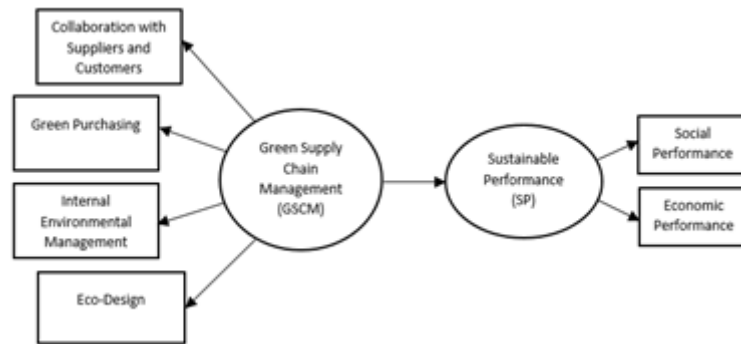 Collaboration with
Suppliers and
Customers
Green Purchasing
Internal
Environmental
Management
Eco-Design
Green Supply
Chain
Management
(GSCM)
Sustainable
Performance
(SP)
Social
Performance
Economic
Performance